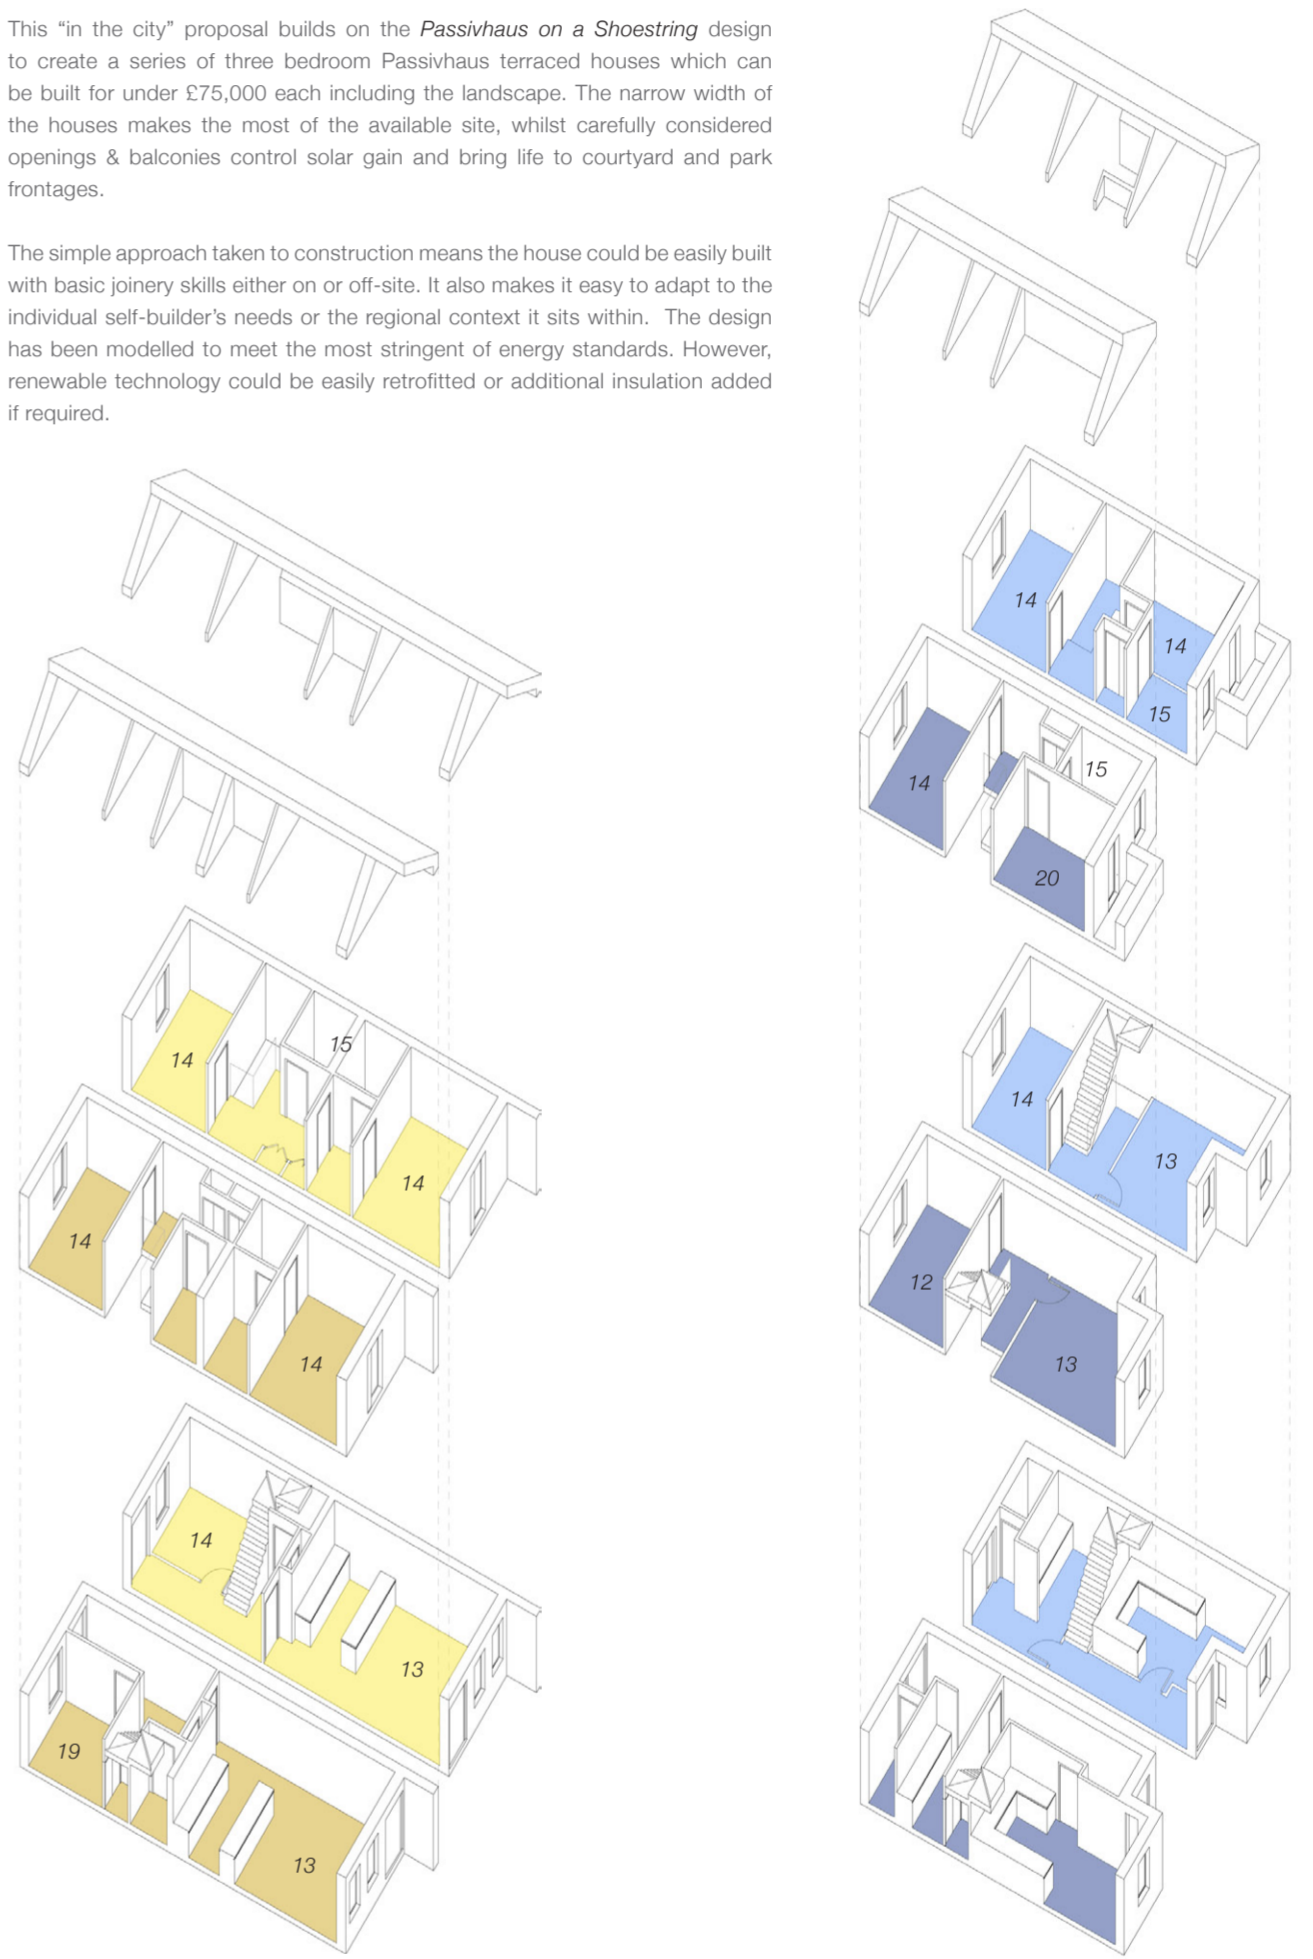 This “in the city” proposal builds on the Passivhaus on a Shoestring design
to create a series of three bedroom Passivhaus terraced houses which can
be built for under £75,000 each including the landscape. The narrow width of
the houses makes the most of the available site, whilst carefully considered
openings & balconies control solar gain and bring life to courtyard and park
frontages.
The simple approach taken to construction means the house could be easily built
with basic joinery skills either on or off-site. It also makes it easy to adapt to the
individual self-builder’s needs or the regional context it sits within. The design
has been modelled to meet the most stringent of energy standards. However,
renewable technology could be easily retrofitted or additional insulation added
if required.
15
14
14
14
14
14
13
19
13
14
14
15
15
14
20
14
13
12
13